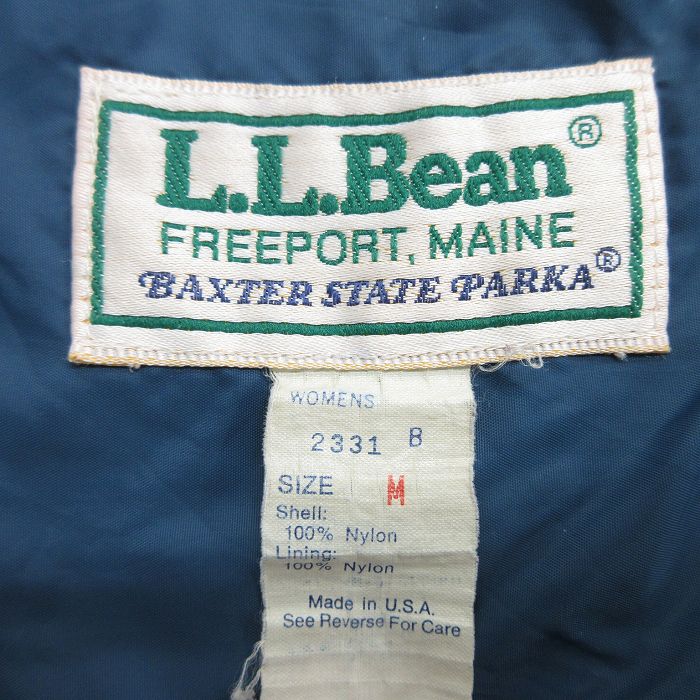 L.L.Bean®
FREEPORT, MAINE
BAXTER STATE PARKA®
WOMENS
2331 B
SIZE M
Shell:
100% Nylon
Lining:
100% Nylon
Made in U.S.A.
See Reverse For Care